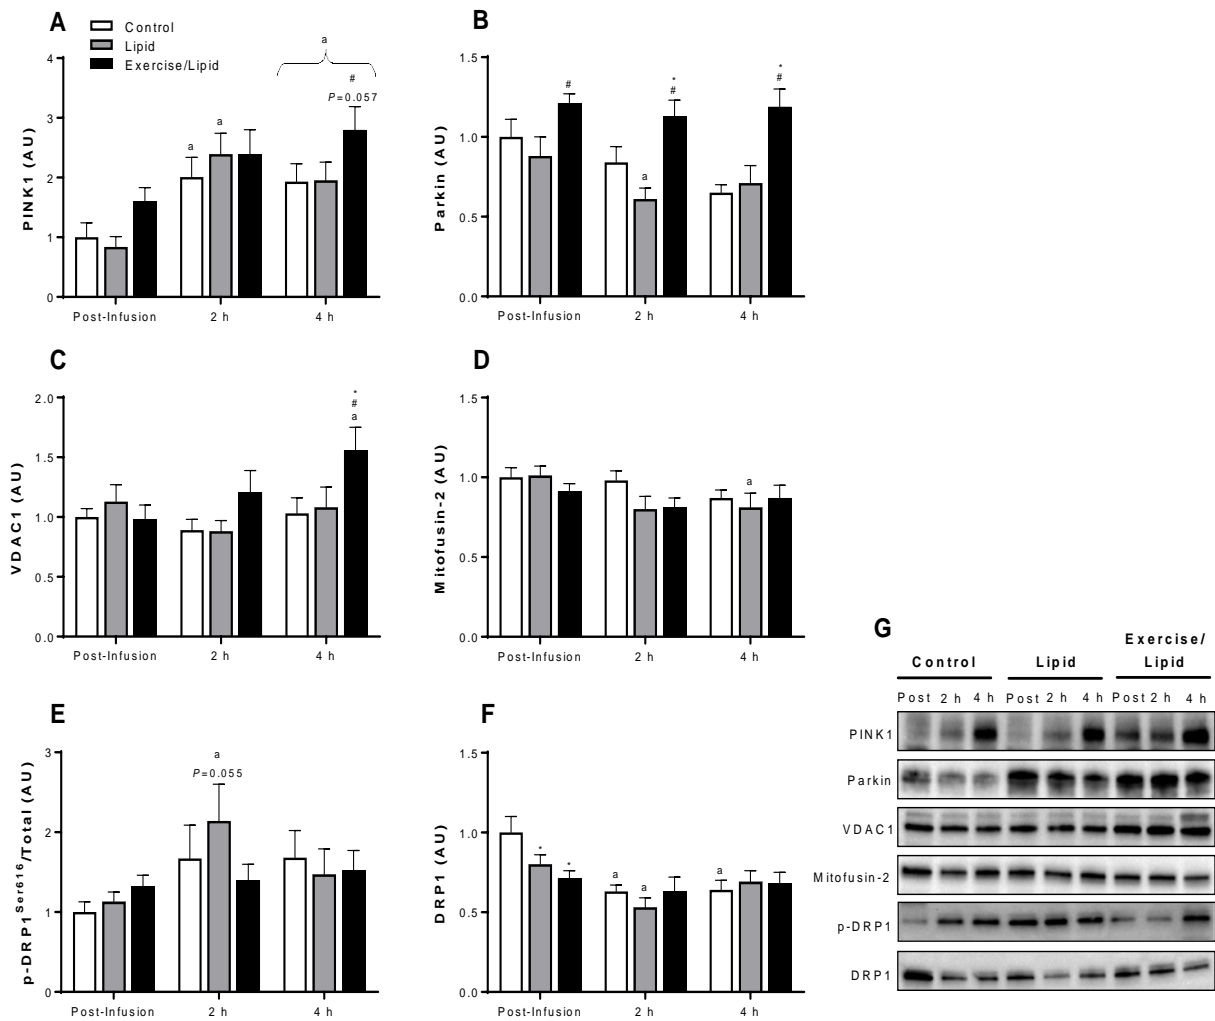 A
Control
Lipid
Exercise/Lipid
a
#
P=0.057
a
a
PINK1 (AU)
4
3
2
1
0
Post-Infusion 2 h 4 h
B
Parkin (AU)
1.5
1.0
0.5
0.0
#
*
#
a
*
#
Post-Infusion 2 h 4 h
C
VDAC1 (AU)
2.0
1.5
1.0
0.5
0.0
*
#
a
Post-Infusion 2 h 4 h
D
Mitofusin-2 (AU)
1.5
1.0
0.5
0.0
a
Post-Infusion 2 h 4 h
E
p-DRP1Ser616/Total (AU)
3
2
1
0
a
P=0.055
Post-Infusion 2 h 4 h
F
DRP1 (AU)
1.5
1.0
0.5
0.0
* *
a a a
Post-Infusion 2 h 4 h
G
Control Lipid Exercise/
Lipid
Post 2 h 4 h Post 2 h 4 h Post 2 h 4 h
PINK1
Parkin
VDAC1
Mitofusin-2
p-DRP1
DRP1